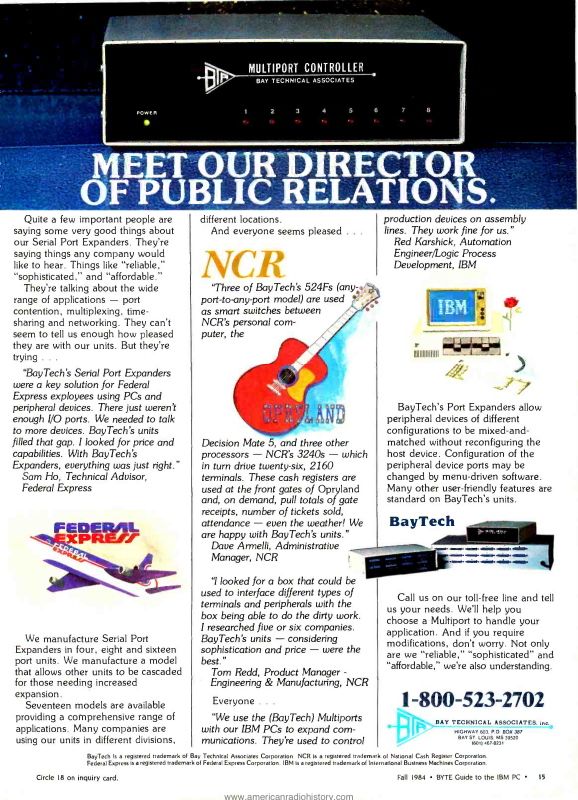 BTA
MULTIPORT CONTROLLER
BAY TECHNICAL ASSOCIATES
POWER
1 2 3 4 5 6 7 8
MEET OUR DIRECTOR
OF PUBLIC RELATIONS.
Quite a few important people are
saying some very good things about
our Serial Port Expanders. They're
saying things any company would
like to hear. Things like "reliable,"
"sophisticated," and "affordable."
They're talking about the wide
range of applications — port
contention, multiplexing, time-
sharing and networking. They can't
seem to tell us enough how pleased
they are with our units. But they're
trying . . .
"BayTech's Serial Port Expanders
were a key solution for Federal
Express exployees using PCs and
peripheral devices. There just weren't
enough I/O ports. We needed to talk
to more devices. BayTech's units
filled that gap. I looked for price and
capabilities. With BayTech's
Expanders, everything was just right."
Sam Ho, Technical Advisor,
Federal Express
FEDERAL
EXPRESS
FEDERAL
EXPRESS
We manufacture Serial Port
Expanders in four, eight and sixteen
port units. We manufacture a model
that allows other units to be cascaded
for those needing increased
expansion.
Seventeen models are available
providing a comprehensive range of
applications. Many companies are
using our units in different divisions,
different locations.
And everyone seems pleased . . .
NCR
"Three of BayTech's 524Fs (any-
port-to-any-port model) are used
as smart switches between
NCR's personal com-
puter, the
OPRYLAND
Decision Mate 5, and three other
processors — NCR's 3240s — which
in turn drive twenty-six, 2160
terminals. These cash registers are
used at the front gates of Opryland
and, on demand, pull totals of gate
receipts, number of tickets sold,
attendance — even the weather! We
are happy with BayTech's units."
Dave Armelli, Administrative
Manager, NCR
"I looked for a box that could be
used to interface different types of
terminals and peripherals with the
box being able to do the dirty work.
I researched five or six companies.
BayTech's units — considering
sophistication and price — were the
best."
Tom Redd, Product Manager -
Engineering & Manufacturing, NCR
Everyone . . .
"We use the (BayTech) Multiports
with our IBM PCs to expand com-
munications. They're used to control
production devices on assembly
lines. They work fine for us."
Red Karshick, Automation
Engineer/Logic Process
Development, IBM
IBM
BayTech's Port Expanders allow
peripheral devices of different
configurations to be mixed-and-
matched without reconfiguring the
host device. Configuration of the
peripheral device ports may be
changed by menu-driven software.
Many other user-friendly features are
standard on BayTech's units.
BayTech
Call us on our toll-free line and tell
us your needs. We'll help you
choose a Multiport to handle your
application. And if you require
modifications, don't worry. Not only
are we "reliable," "sophisticated" and
"affordable," we're also understanding.
1-800-523-2702
BTA
BAY TECHNICAL ASSOCIATES, inc.
HIGHWAY 603, P.O. BOX 387
BAY ST. LOUIS, MS 39520
(601) 467-8231
BayTech is a registered trademark of Bay Technical Associates Corporation. NCR is a registered trademark of National Cash Register Corporation.
Federal Express is a registered trademark of Federal Express Corporation. IBM is a registered trademark of International Business Machines Corporation.
Circle 18 on inquiry card.
Fall 1984 • BYTE Guide to the IBM PC • 15
www.americanradiohistory.com